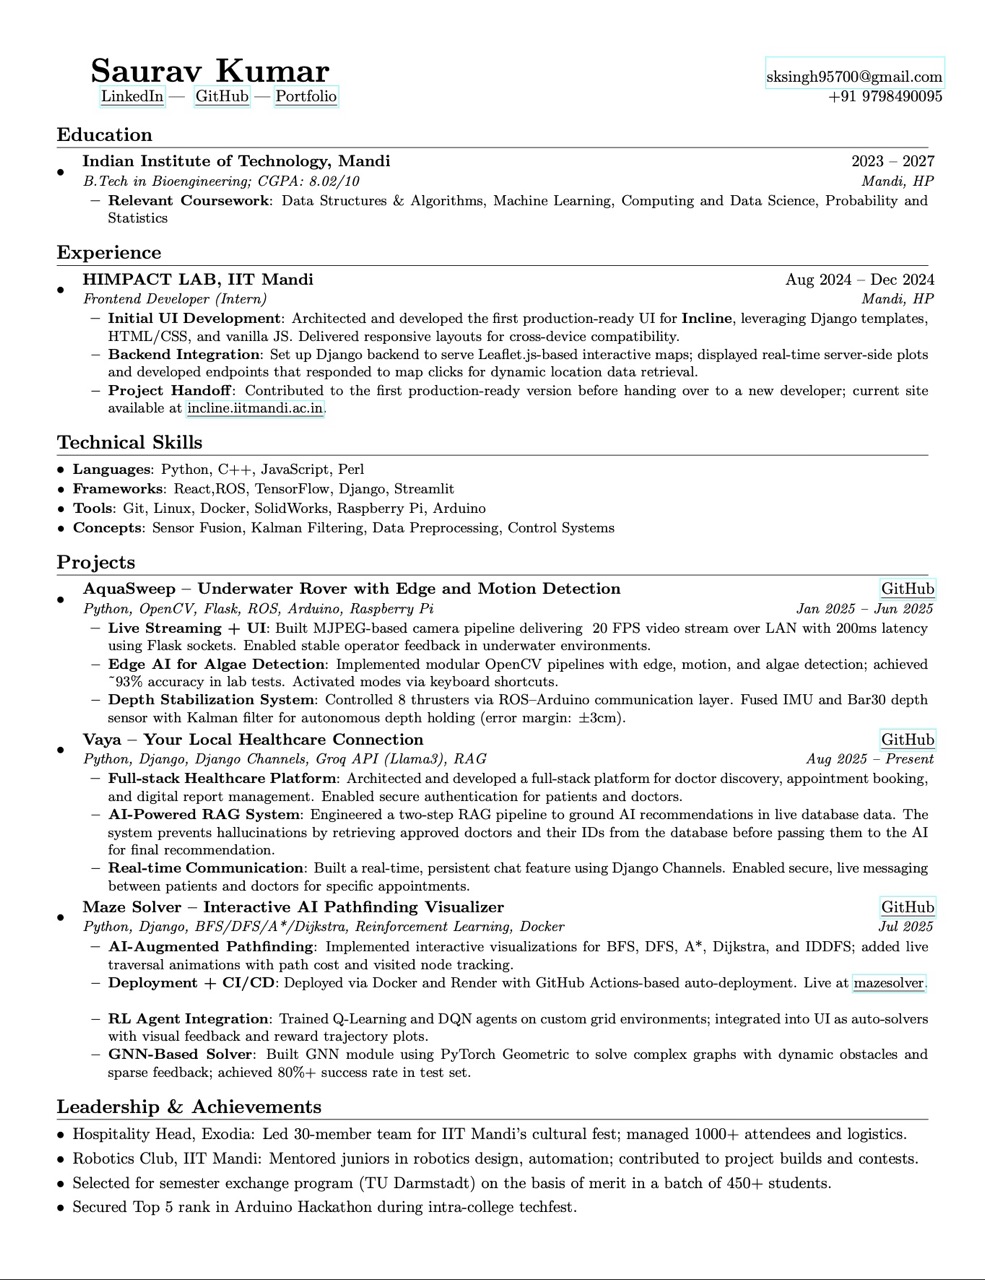 Saurav Kumar
LinkedIn — GitHub — Portfolio
sksingh95700@gmail.com
+91 9798490095
Education
• Indian Institute of Technology, Mandi 2023 – 2027
B.Tech in Bioengineering; CGPA: 8.02/10 Mandi, HP
– Relevant Coursework: Data Structures & Algorithms, Machine Learning, Computing and Data Science, Probability and
Statistics
Experience
• HIMPACT LAB, IIT Mandi Aug 2024 – Dec 2024
Frontend Developer (Intern) Mandi, HP
– Initial UI Development: Architected and developed the first production-ready UI for Incline, leveraging Django templates,
HTML/CSS, and vanilla JS. Delivered responsive layouts for cross-device compatibility.
– Backend Integration: Set up Django backend to serve Leaflet.js-based interactive maps; displayed real-time server-side plots
and developed endpoints that responded to map clicks for dynamic location data retrieval.
– Project Handoff: Contributed to the first production-ready version before handing over to a new developer; current site
available at incline.iitmandi.ac.in.
Technical Skills
• Languages: Python, C++, JavaScript, Perl
• Frameworks: React,ROS, TensorFlow, Django, Streamlit
• Tools: Git, Linux, Docker, SolidWorks, Raspberry Pi, Arduino
• Concepts: Sensor Fusion, Kalman Filtering, Data Preprocessing, Control Systems
Projects
• AquaSweep – Underwater Rover with Edge and Motion Detection GitHub
Python, OpenCV, Flask, ROS, Arduino, Raspberry Pi Jan 2025 – Jun 2025
– Live Streaming + UI: Built MJPEG-based camera pipeline delivering 20 FPS video stream over LAN with 200ms latency
using Flask sockets. Enabled stable operator feedback in underwater environments.
– Edge AI for Algae Detection: Implemented modular OpenCV pipelines with edge, motion, and algae detection; achieved
˜93% accuracy in lab tests. Activated modes via keyboard shortcuts.
– Depth Stabilization System: Controlled 8 thrusters via ROS–Arduino communication layer. Fused IMU and Bar30 depth
sensor with Kalman filter for autonomous depth holding (error margin: ±3cm).
• Vaya – Your Local Healthcare Connection GitHub
Python, Django, Django Channels, Groq API (Llama3), RAG Aug 2025 – Present
– Full-stack Healthcare Platform: Architected and developed a full-stack platform for doctor discovery, appointment booking,
and digital report management. Enabled secure authentication for patients and doctors.
– AI-Powered RAG System: Engineered a two-step RAG pipeline to ground AI recommendations in live database data. The
system prevents hallucinations by retrieving approved doctors and their IDs from the database before passing them to the AI
for final recommendation.
– Real-time Communication: Built a real-time, persistent chat feature using Django Channels. Enabled secure, live messaging
between patients and doctors for specific appointments.
• Maze Solver – Interactive AI Pathfinding Visualizer GitHub
Python, Django, BFS/DFS/A*/Dijkstra, Reinforcement Learning, Docker Jul 2025
– AI-Augmented Pathfinding: Implemented interactive visualizations for BFS, DFS, A*, Dijkstra, and IDDFS; added live
traversal animations with path cost and visited node tracking.
– Deployment + CI/CD: Deployed via Docker and Render with GitHub Actions-based auto-deployment. Live at mazesolver.
– RL Agent Integration: Trained Q-Learning and DQN agents on custom grid environments; integrated into UI as auto-solvers
with visual feedback and reward trajectory plots.
– GNN-Based Solver: Built GNN module using PyTorch Geometric to solve complex graphs with dynamic obstacles and
sparse feedback; achieved 80%+ success rate in test set.
Leadership & Achievements
• Hospitality Head, Exodia: Led 30-member team for IIT Mandi's cultural fest; managed 1000+ attendees and logistics.
• Robotics Club, IIT Mandi: Mentored juniors in robotics design, automation; contributed to project builds and contests.
• Selected for semester exchange program (TU Darmstadt) on the basis of merit in a batch of 450+ students.
• Secured Top 5 rank in Arduino Hackathon during intra-college techfest.